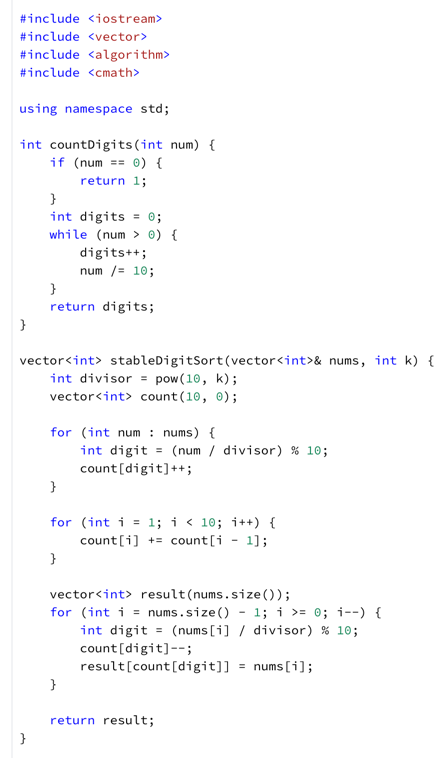 #include <iostream>
#include <vector>
#include <algorithm>
#include <cmath>

using namespace std;

int countDigits(int num) {
    if (num == 0) {
        return 1;
    }
    int digits = 0;
    while (num > 0) {
        digits++;
        num /= 10;
    }
    return digits;
}

vector<int> stableDigitSort(vector<int>& nums, int k) {
    int divisor = pow(10, k);
    vector<int> count(10, 0);

    for (int num : nums) {
        int digit = (num / divisor) % 10;
        count[digit]++;
    }

    for (int i = 1; i < 10; i++) {
        count[i] += count[i - 1];
    }

    vector<int> result(nums.size());
    for (int i = nums.size() - 1; i >= 0; i--) {
        int digit = (nums[i] / divisor) % 10;
        count[digit]--;
        result[count[digit]] = nums[i];
    }

    return result;
}